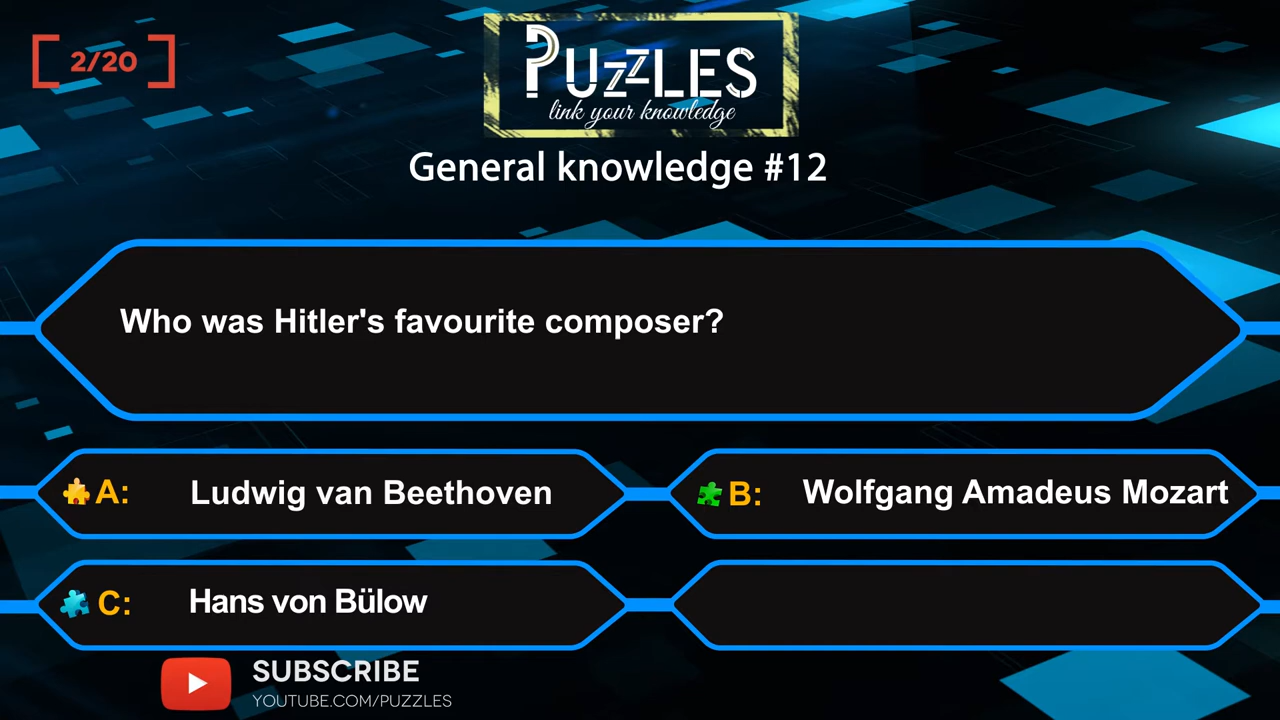 2/20
PUZZLES
link your knowledge
General knowledge #12
Who was Hitler's favourite composer?
A: Ludwig van Beethoven
B: Wolfgang Amadeus Mozart
C: Hans von Bülow
SUBSCRIBE
YOUTUBE.COM/PUZZLES